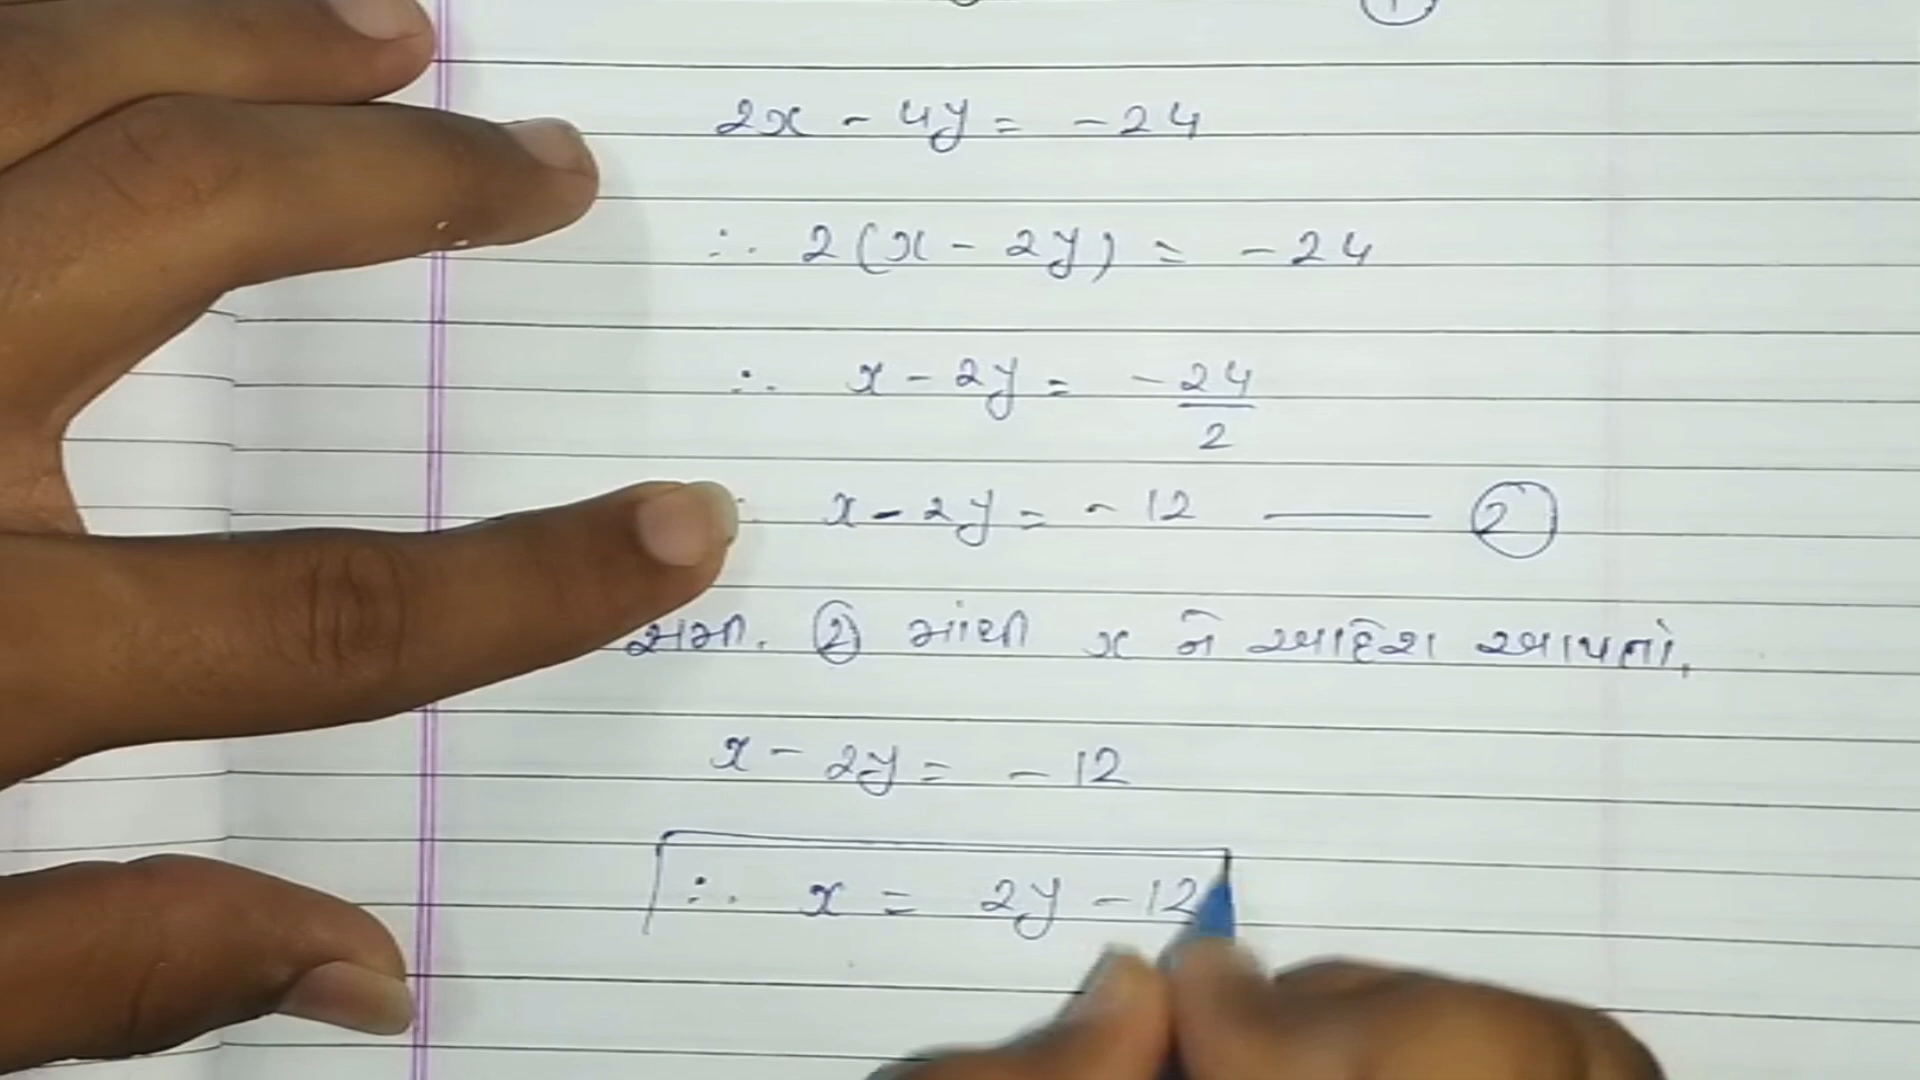 2x - 4y = -24
∴ 2(x - 2y) = -24
∴ x - 2y = -24/2
∴ x - 2y = -12 —— ②
સમી. ② માંથી x ને આદેશ આપતાં,
x - 2y = -12
∴ x = 2y - 12